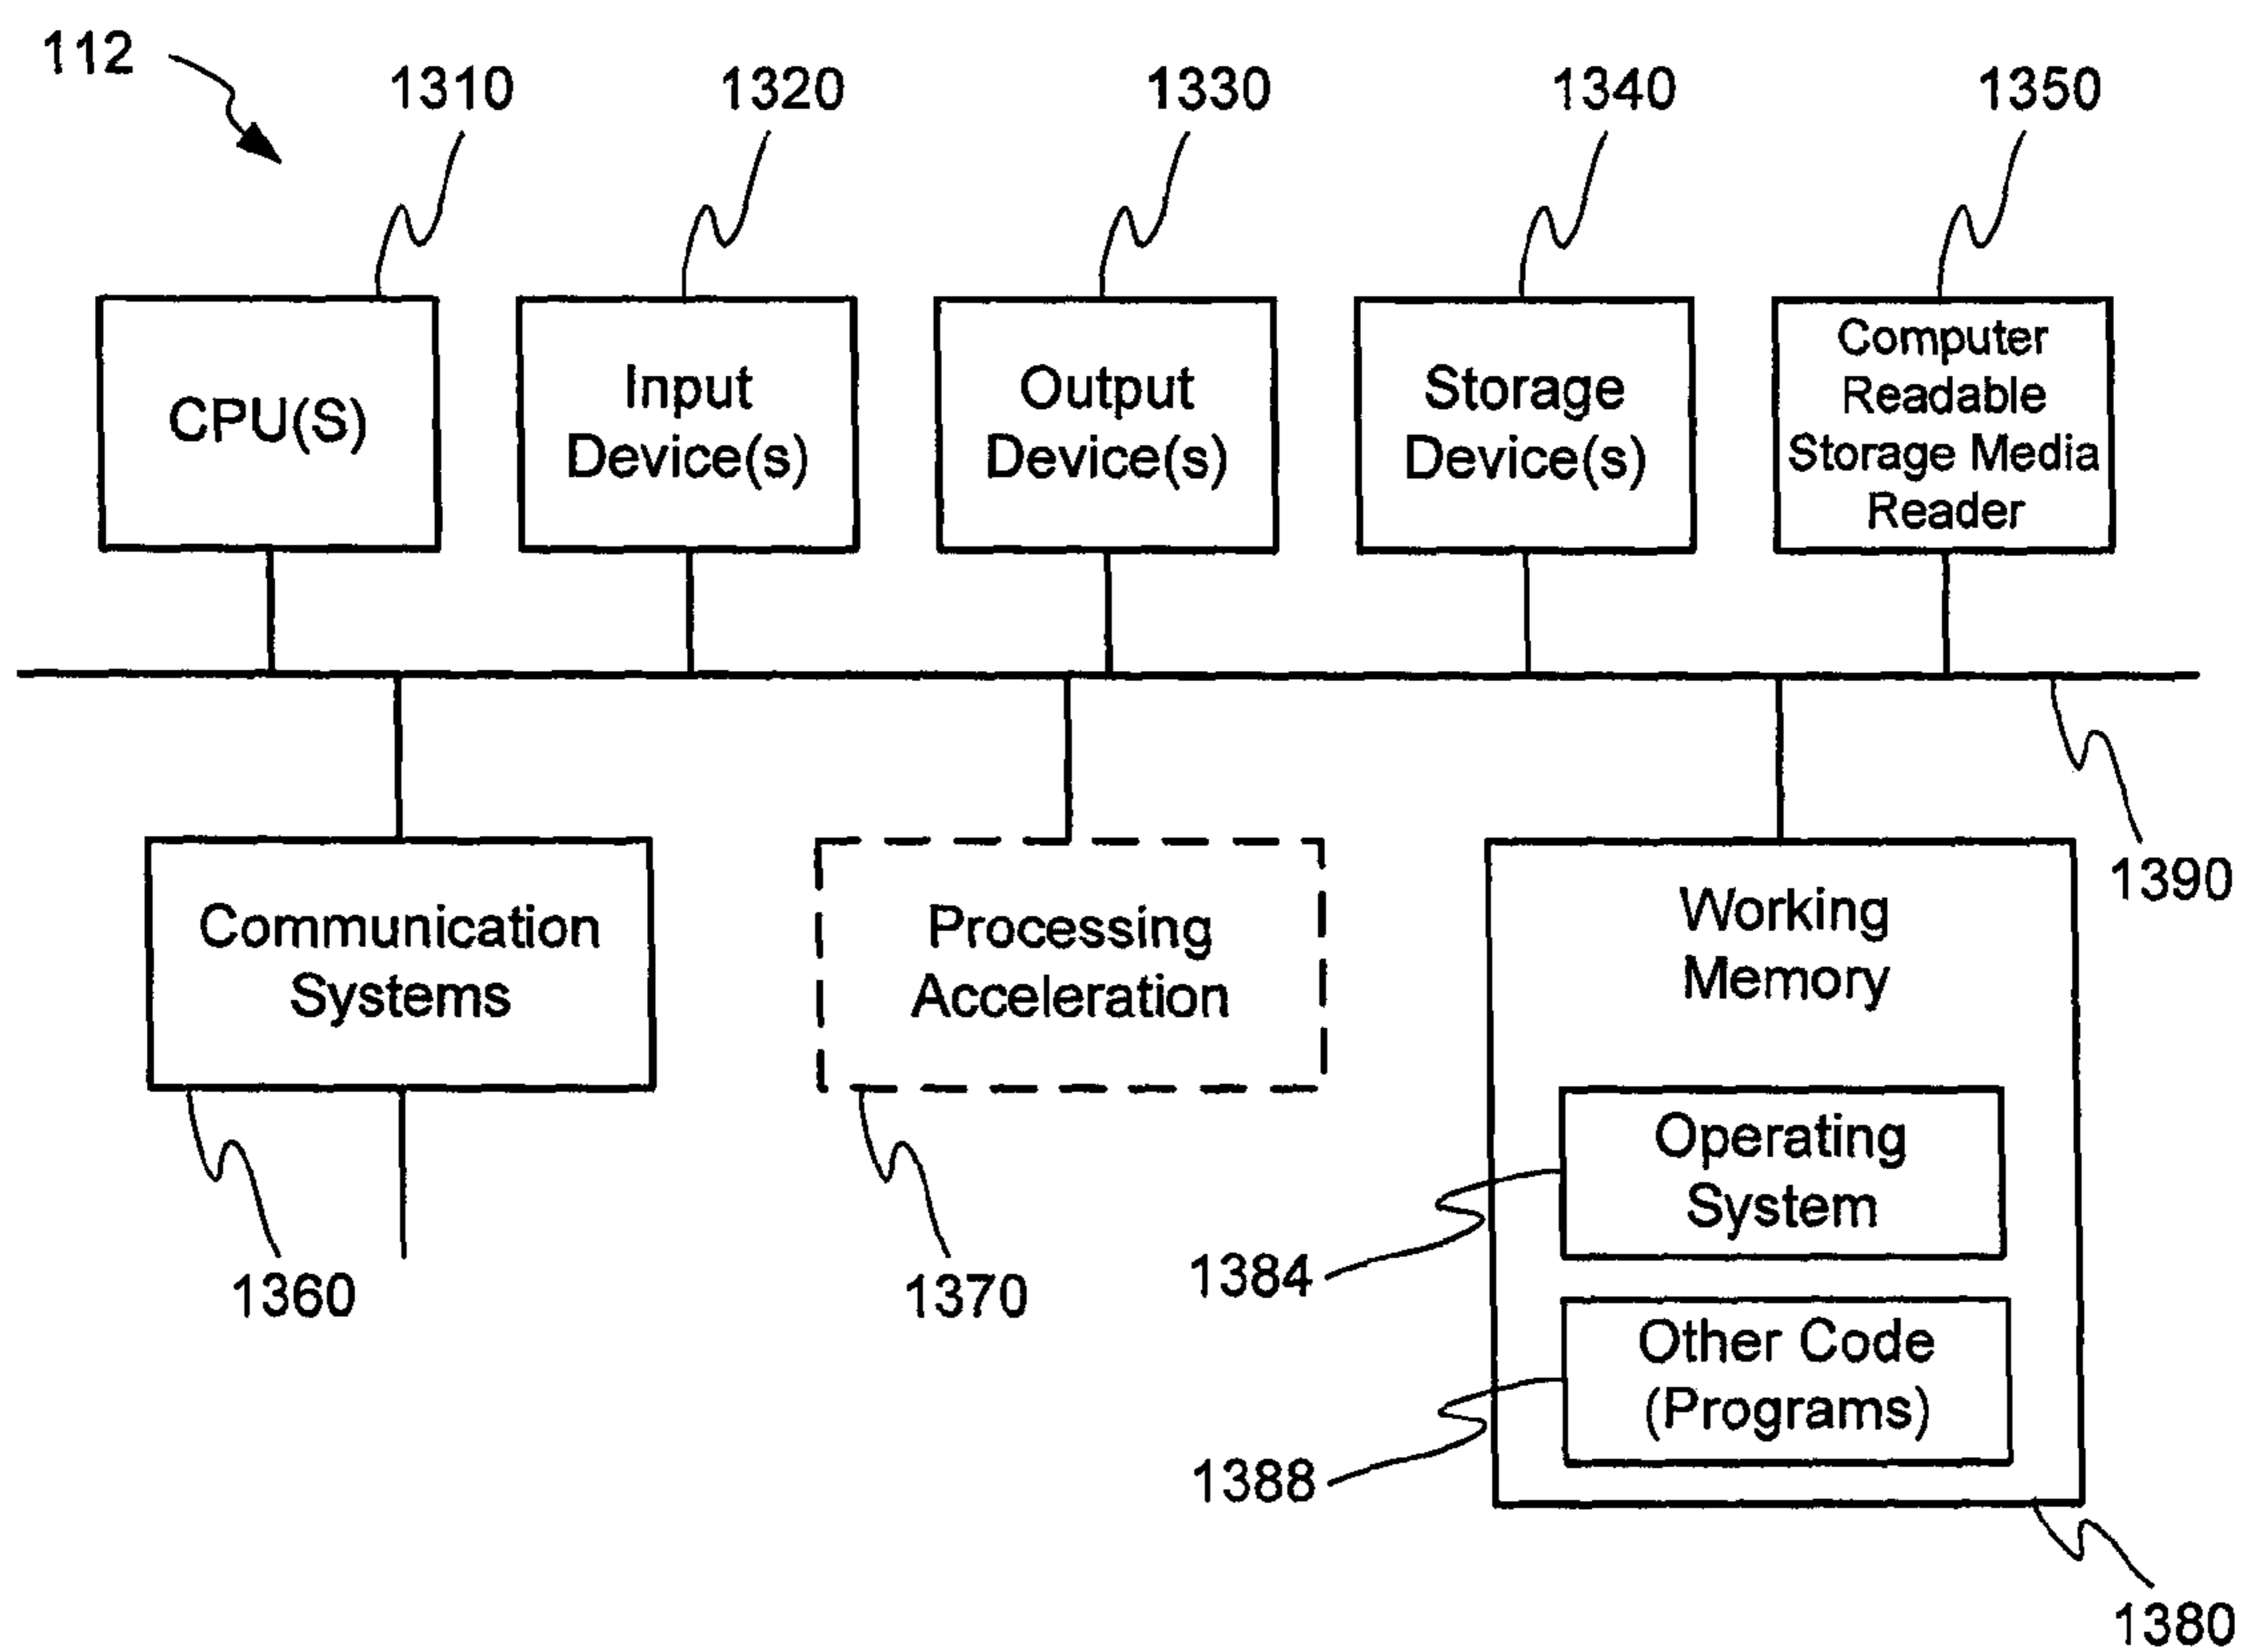 112
1310
1320
1330
1340
1350
CPU(S)
Input
Device(s)
Output
Device(s)
Storage
Device(s)
Computer
Readable
Storage Media
Reader
1390
Communication
Systems
Processing
Acceleration
Working
Memory
Operating
System
Other Code
(Programs)
1360
1370
1384
1388
1380